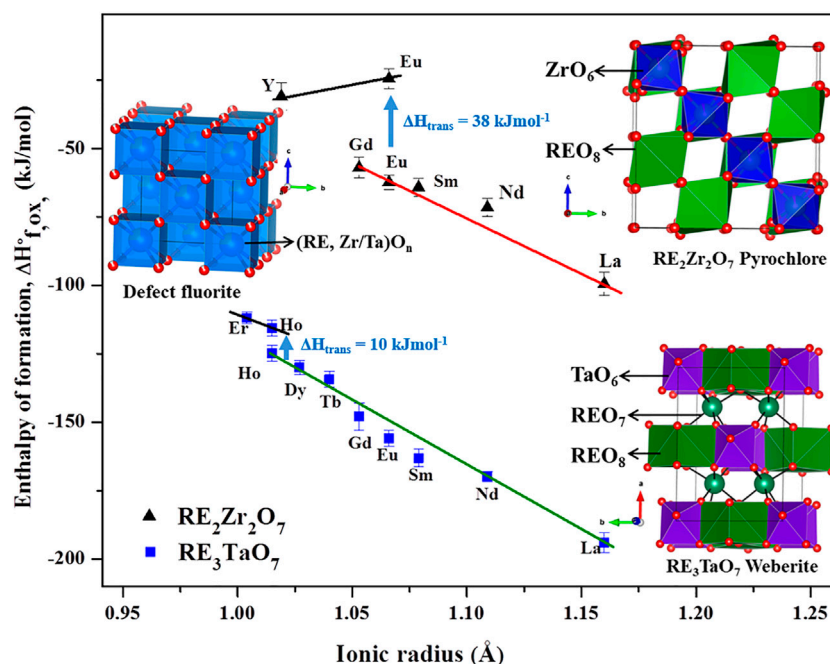 Enthalpy of formation, ΔH°f,ox, (kJ/mol)
-50
-100
-150
-200
Y
Eu
ΔHtrans = 38 kJmol-1
Gd
Eu
Sm
Nd
La
ZrO6
REO8
c
b
RE2Zr2O7 Pyrochlore
c
b
(RE, Zr/Ta)On
Defect fluorite
Er
Ho
ΔHtrans = 10 kJmol-1
Ho
Dy
Tb
Gd
Eu
Sm
Nd
La
TaO6
REO7
REO8
a
b
RE3TaO7 Weberite
RE2Zr2O7
RE3TaO7
0.95 1.00 1.05 1.10 1.15 1.20 1.25
Ionic radius (Å)